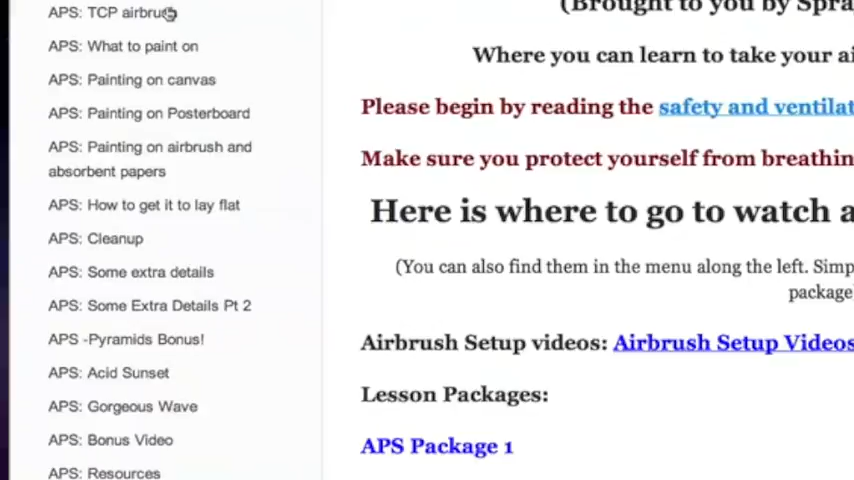 APS: TCP airbrush
APS: What to paint on
APS: Painting on canvas
APS: Painting on Posterboard
APS: Painting on airbrush and
absorbent papers
APS: How to get it to lay flat
APS: Cleanup
APS: Some extra details
APS: Some Extra Details Pt 2
APS -Pyramids Bonus!
APS: Acid Sunset
APS: Gorgeous Wave
APS: Bonus Video
APS: Resources
(Brought to you by Spra
Where you can learn to take your ai
Please begin by reading the safety and ventilat
Make sure you protect yourself from breathin
Here is where to go to watch a
(You can also find them in the menu along the left. Simp
package
Airbrush Setup videos: Airbrush Setup Videos
Lesson Packages:
APS Package 1